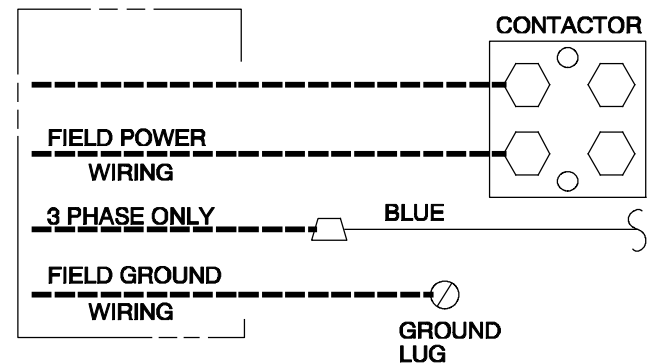 CONTACTOR
FIELD POWER
WIRING
3 PHASE ONLY
BLUE
FIELD GROUND
WIRING
GROUND
LUG